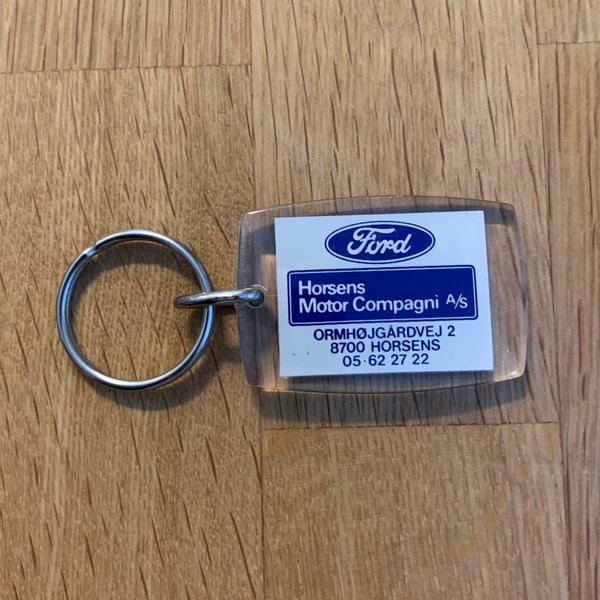 Ford
Horsens
Motor Compagni A/S
ORMHØJGÅRDVEJ 2
8700 HORSENS
05·62 27 22